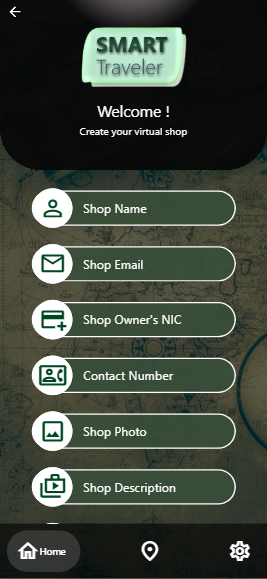 SMART
Traveler
Welcome !
Create your virtual shop
Shop Name
Shop Email
Shop Owner's NIC
Contact Number
Shop Photo
Shop Description
Home